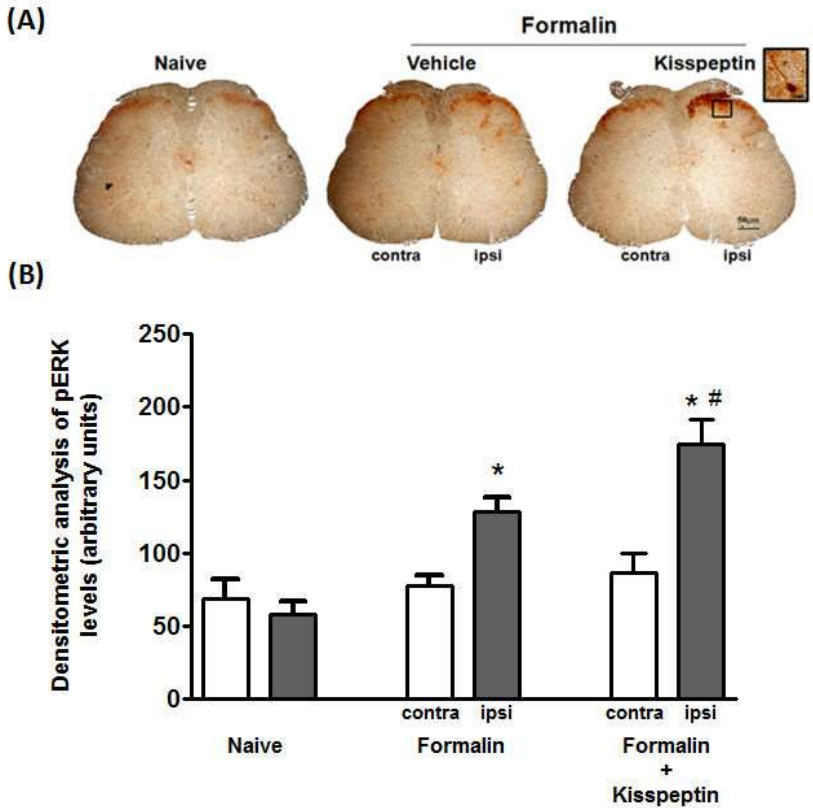 (A)
Formalin
Naive Vehicle Kisspeptin
50µm
contra ipsi contra ipsi
(B)
Densitometric analysis of pERK
levels (arbitrary units)
250
200
150
100
50
0
* * #
contra ipsi contra ipsi
Naive Formalin Formalin
+
Kisspeptin